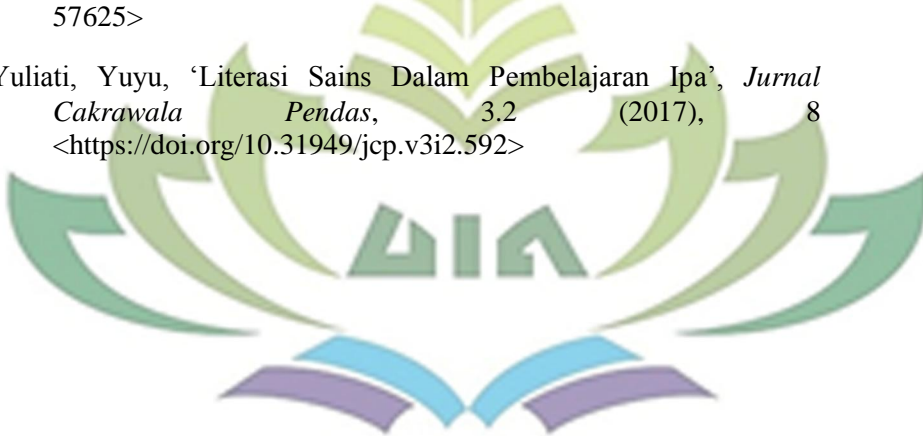 57625>
Yuliati, Yuyu, ‘Literasi Sains Dalam Pembelajaran Ipa’, Jurnal
Cakrawala Pendas, 3.2 (2017), 8
<https://doi.org/10.31949/jcp.v3i2.592>
UIN